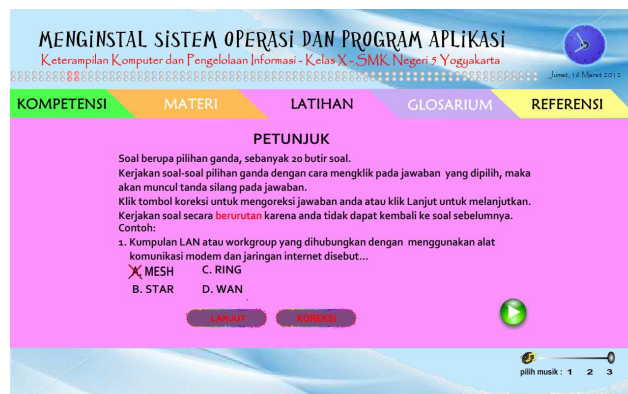 MENGINSTAL SISTEM OPERASI DAN PROGRAM APLIKASI
Keterampilan Komputer dan Pengelolaan Informasi - Kelas X - SMK Negeri 5 Yogyakarta
Jumat, 16 Maret 2012
KOMPETENSI MATERI LATIHAN GLOSARIUM REFERENSI
PETUNJUK
Soal berupa pilihan ganda, sebanyak 20 butir soal.
Kerjakan soal-soal pilihan ganda dengan cara mengklik pada jawaban yang dipilih, maka
akan muncul tanda silang pada jawaban.
Klik tombol koreksi untuk mengoreksi jawaban anda atau klik Lanjut untuk melanjutkan.
Kerjakan soal secara berurutan karena anda tidak dapat kembali ke soal sebelumnya.
Contoh:
1. Kumpulan LAN atau workgroup yang dihubungkan dengan menggunakan alat
komunikasi modem dan jaringan internet disebut...
A. MESH C. RING
B. STAR D. WAN
LANJUT KOREKSI
pilih musik : 1 2 3